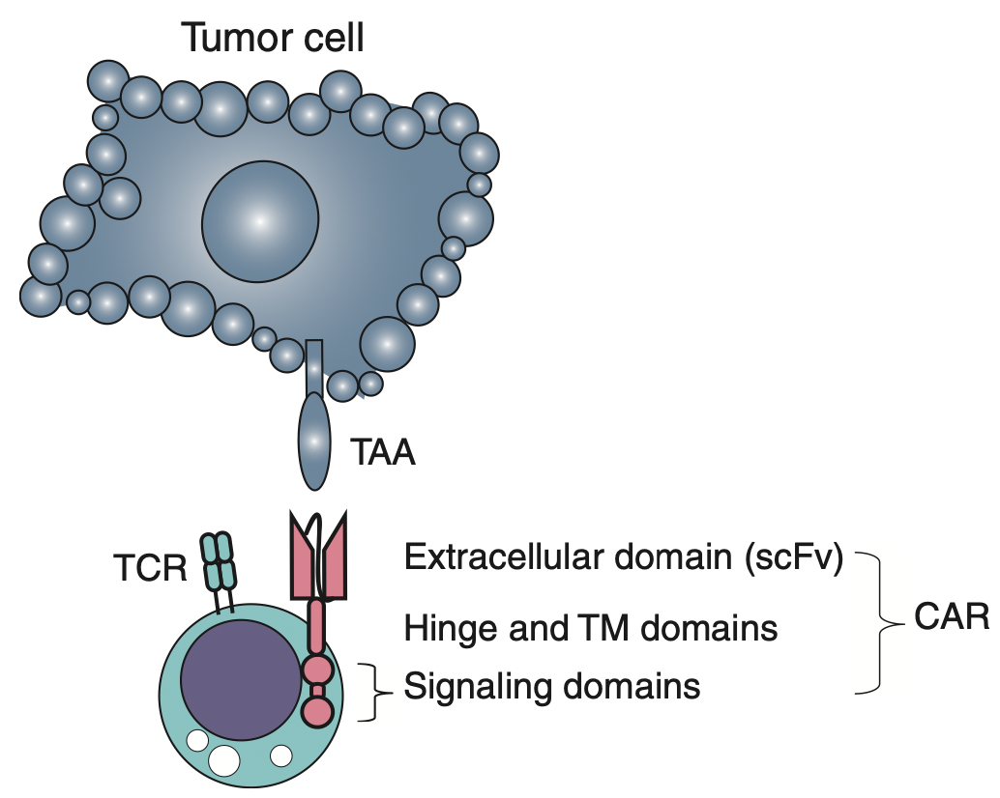 Tumor cell
TAA
TCR
Extracellular domain (scFv)
Hinge and TM domains
Signaling domains
CAR